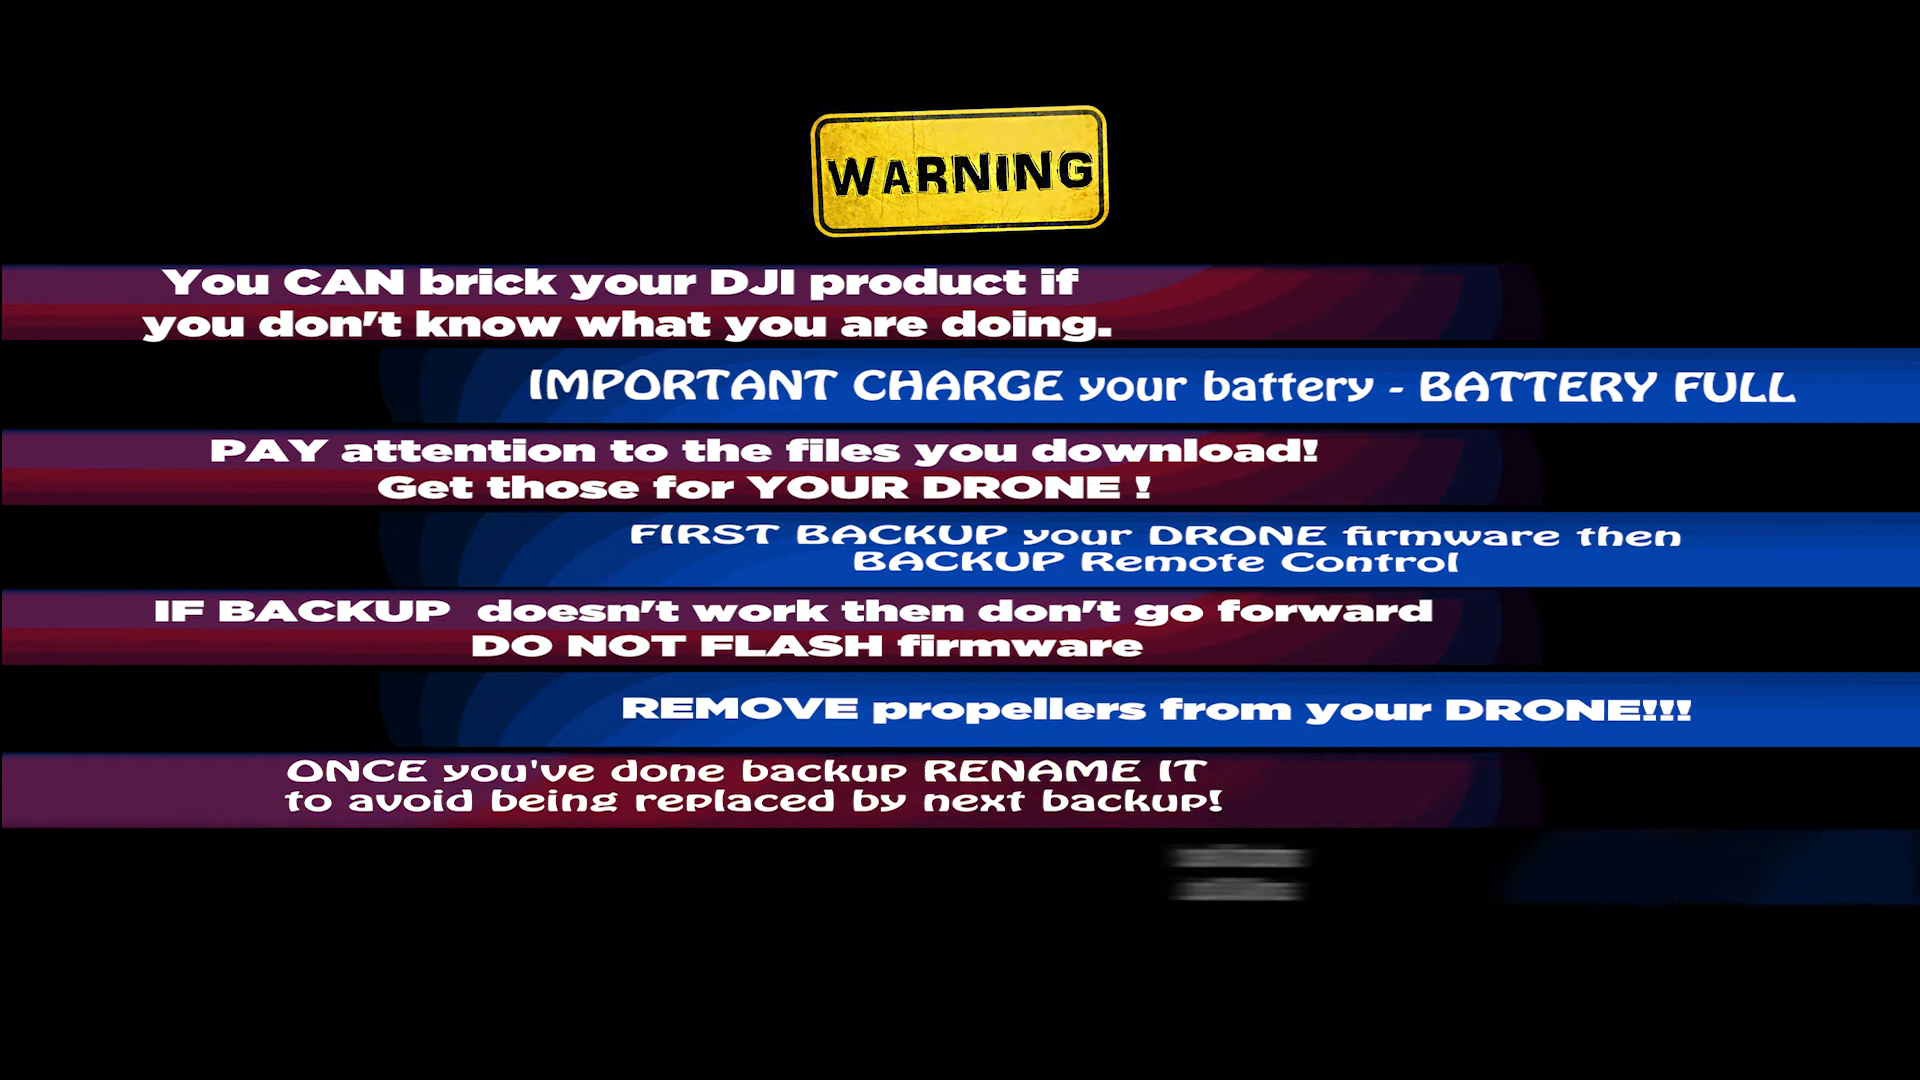 WARNING
You CAN brick your DJI product if
you don't know what you are doing.
IMPORTANT CHARGE your battery - BATTERY FULL
PAY attention to the files you download!
Get those for YOUR DRONE !
FIRST BACKUP your DRONE firmware then
BACKUP Remote Control
IF BACKUP doesn't work then don't go forward
DO NOT FLASH firmware
REMOVE propellers from your DRONE!!!
ONCE you've done backup RENAME IT
to avoid being replaced by next backup!